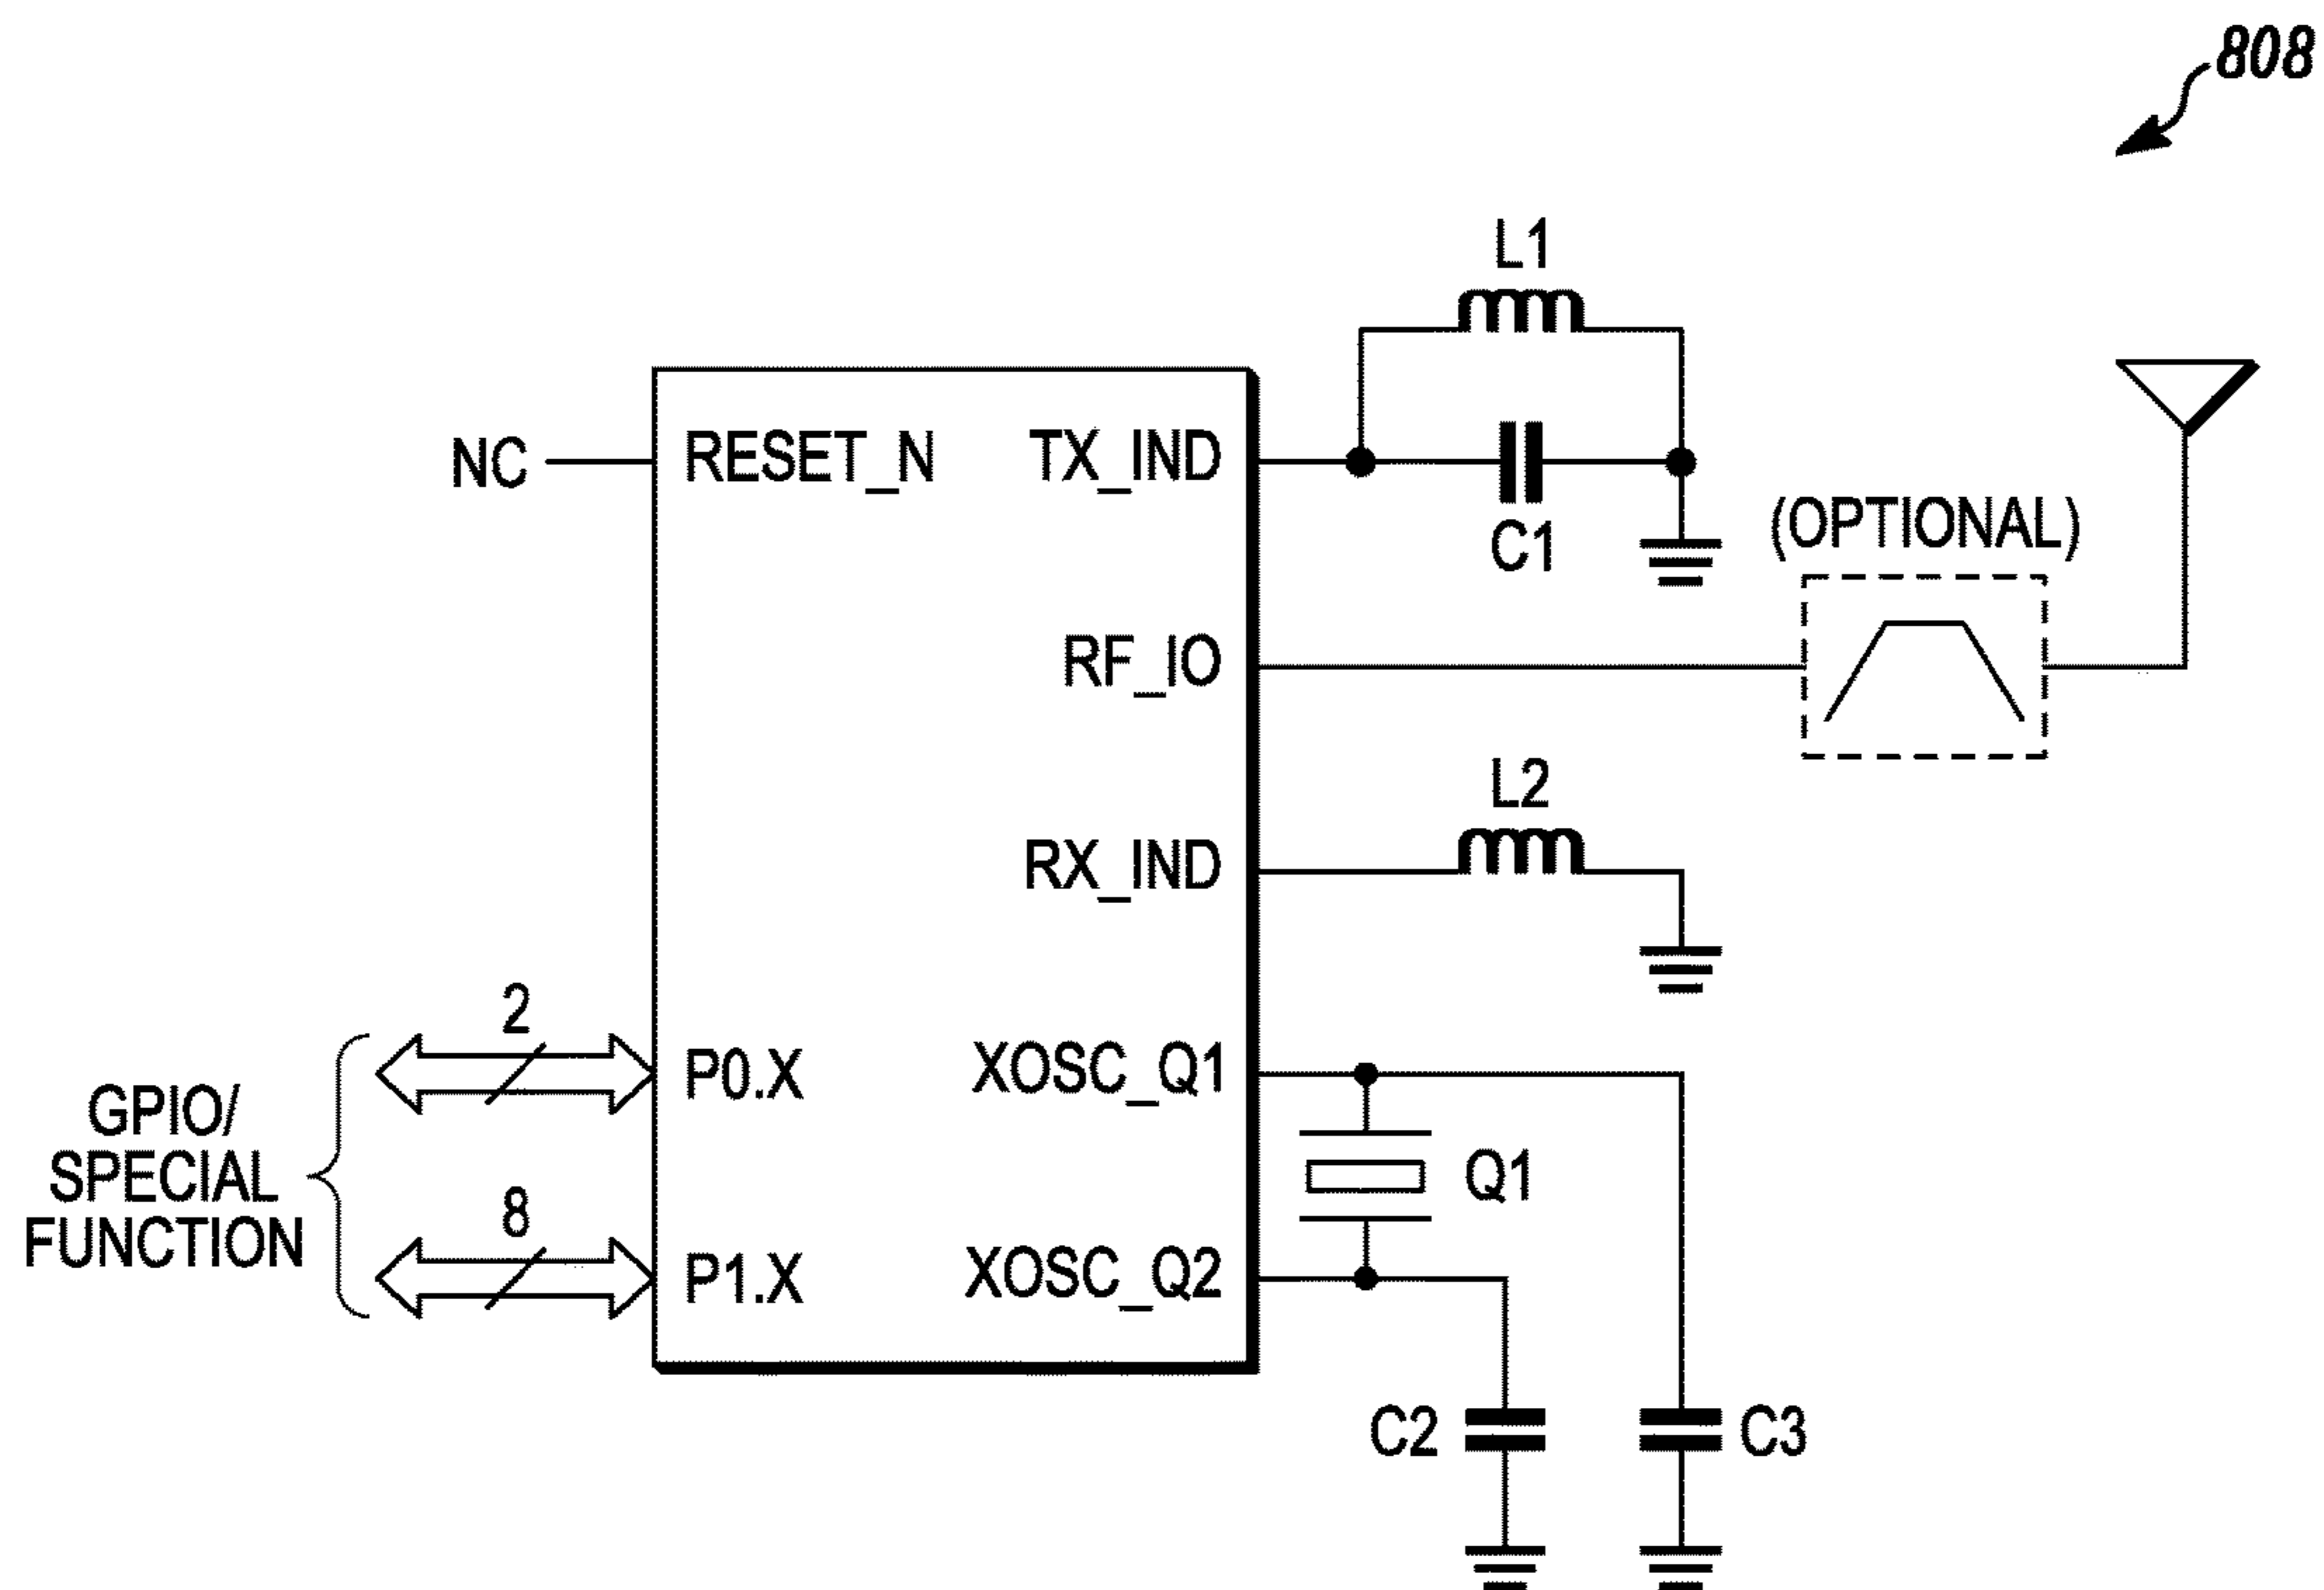 808
L1
NC
RESET_N
TX_IND
C1
(OPTIONAL)
RF_IO
L2
RX_IND
2
P0.X
XOSC_Q1
GPIO/
SPECIAL
FUNCTION
Q1
8
P1.X
XOSC_Q2
C2
C3